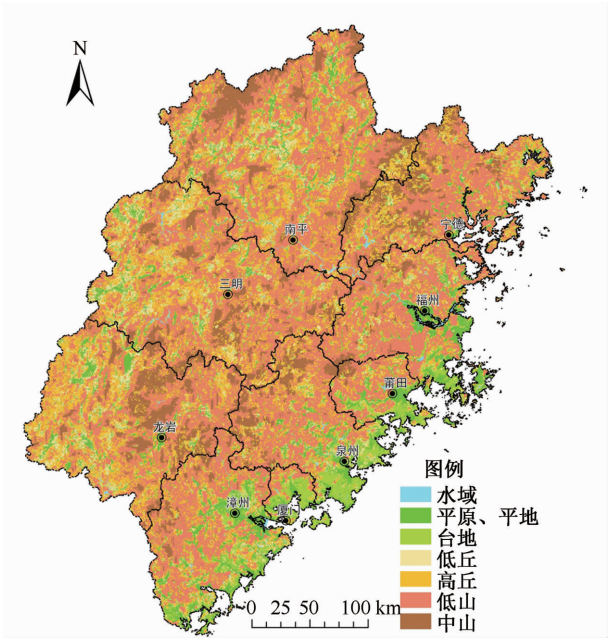 N
南平
宁德
三明
福州
莆田
龙岩
泉州
漳州
厦门
图例
水域
平原、平地
台地
低丘
高丘
低山
中山
0 25 50 100 km